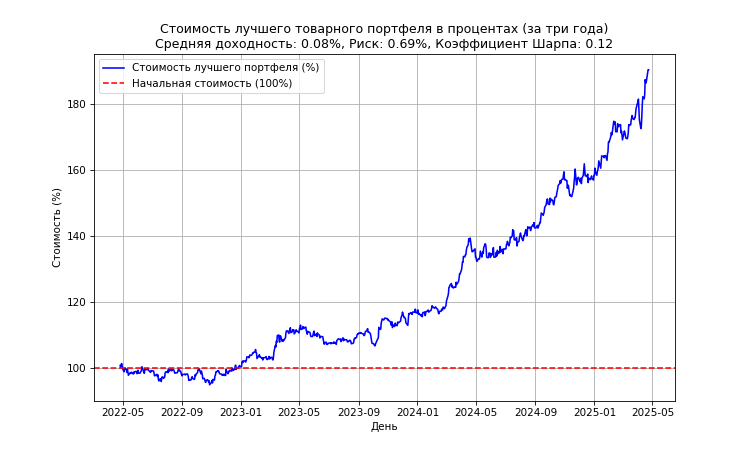 Стоимость лучшего товарного портфеля в процентах (за три года)
Средняя доходность: 0.08%, Риск: 0.69%, Коэффициент Шарпа: 0.12
Стоимость лучшего портфеля (%)
Начальная стоимость (100%)
Стоимость (%)
180
160
140
120
100
2022-05 2022-09 2023-01 2023-05 2023-09 2024-01 2024-05 2024-09 2025-01 2025-05
День